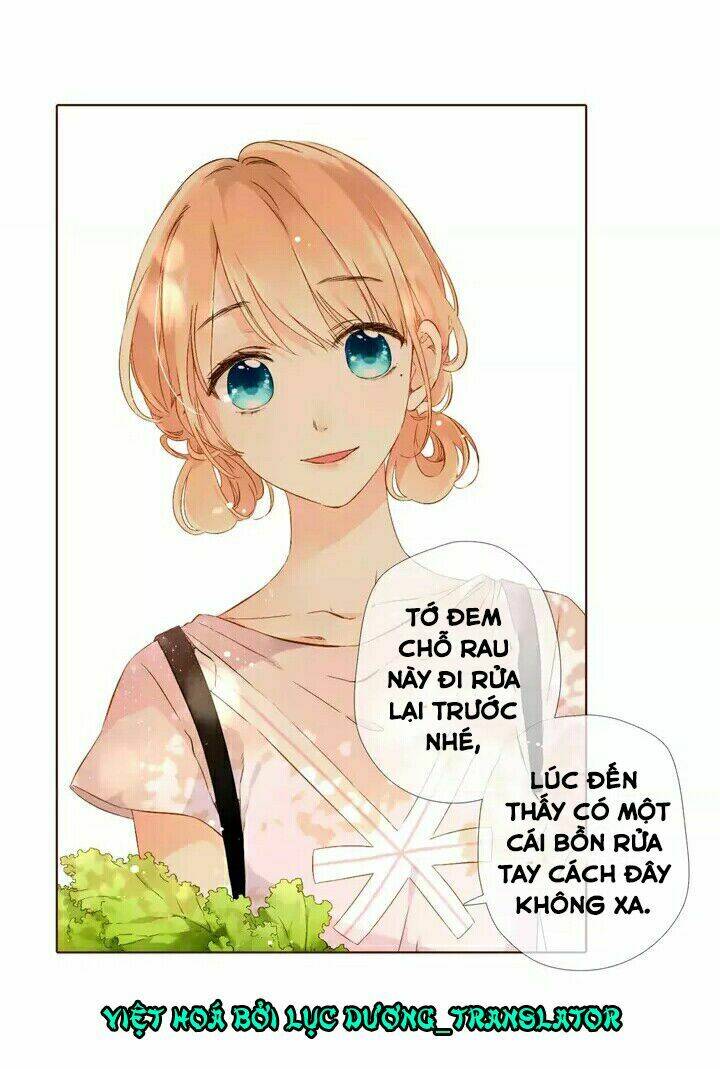 TỚ ĐEM
CHỖ RAU
NÀY ĐI RỬA
LẠI TRƯỚC
NHÉ,
LÚC ĐẾN
THẤY CÓ MỘT
CÁI BỒN RỬA
TAY CÁCH ĐÂY
KHÔNG XA.
VIỆT HOÁ BỞI LỤC DƯƠNG_TRANSLATOR